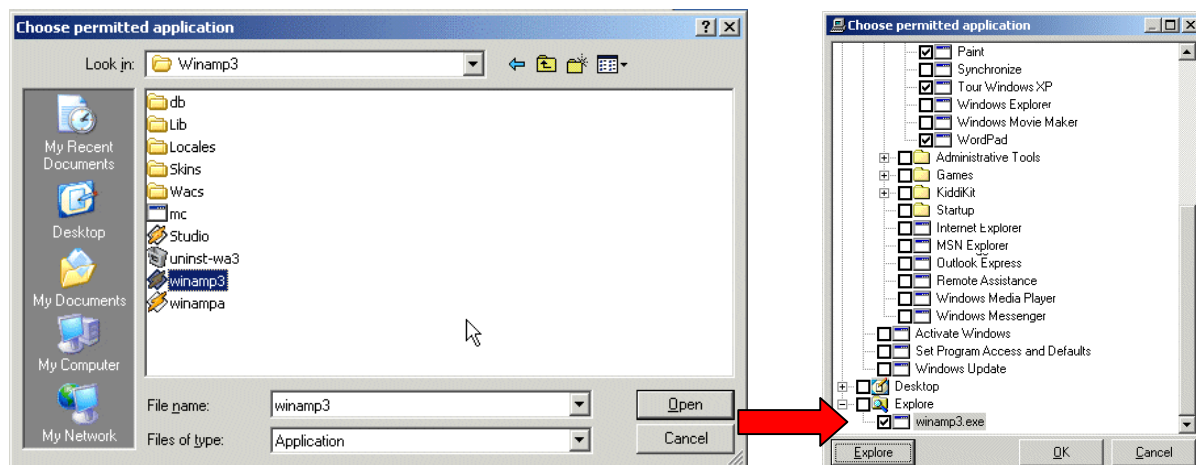 Choose permitted application
Look in:
Winamp3
My Recent
Documents
Desktop
My Documents
My Computer
My Network
db
Lib
Locales
Skins
Wacs
mc
Studio
uninst-wa3
winamp3
winampa
File name:
winamp3
Open
Files of type:
Application
Cancel
Choose permitted application
Paint
Synchronize
Tour Windows XP
Windows Explorer
Windows Movie Maker
WordPad
Administrative Tools
Games
KiddiKit
Startup
Internet Explorer
MSN Explorer
Outlook Express
Remote Assistance
Windows Media Player
Windows Messenger
Activate Windows
Set Program Access and Defaults
Windows Update
Desktop
Explore
winamp3.exe
Explore
OK
Cancel